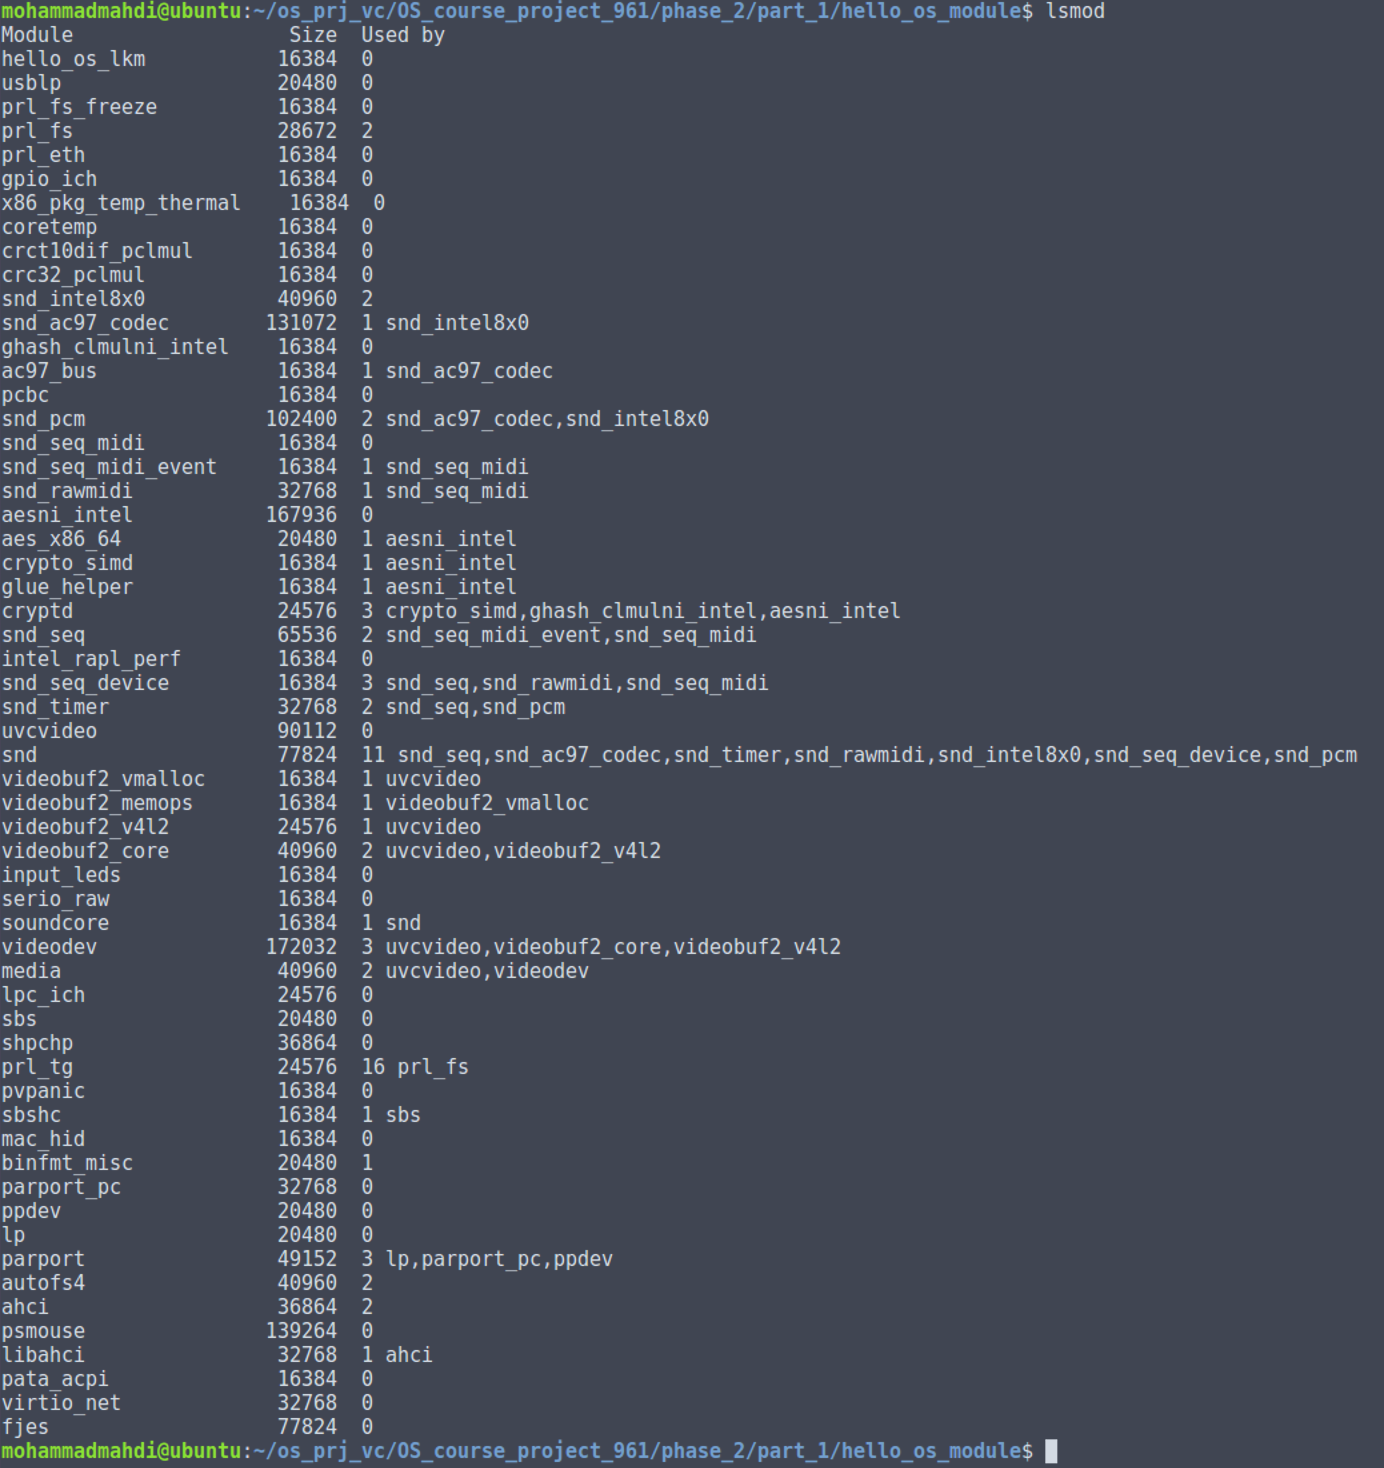 mohammadmahdi@ubuntu:~/os_prj_vc/OS_course_project_961/phase_2/part_1/hello_os_module$ lsmod
Module                  Size  Used by
hello_os_lkm           16384  0
usblp                  20480  0
prl_fs_freeze          16384  0
prl_fs                 28672  2
prl_eth                16384  0
gpio_ich               16384  0
x86_pkg_temp_thermal    16384  0
coretemp               16384  0
crct10dif_pclmul       16384  0
crc32_pclmul           16384  0
snd_intel8x0           40960  2
snd_ac97_codec        131072  1 snd_intel8x0
ghash_clmulni_intel    16384  0
ac97_bus               16384  1 snd_ac97_codec
pcbc                   16384  0
snd_pcm               102400  2 snd_ac97_codec,snd_intel8x0
snd_seq_midi           16384  0
snd_seq_midi_event     16384  1 snd_seq_midi
snd_rawmidi            32768  1 snd_seq_midi
aesni_intel           167936  0
aes_x86_64             20480  1 aesni_intel
crypto_simd            16384  1 aesni_intel
glue_helper            16384  1 aesni_intel
cryptd                 24576  3 crypto_simd,ghash_clmulni_intel,aesni_intel
snd_seq                65536  2 snd_seq_midi_event,snd_seq_midi
intel_rapl_perf        16384  0
snd_seq_device         16384  3 snd_seq,snd_rawmidi,snd_seq_midi
snd_timer              32768  2 snd_seq,snd_pcm
uvcvideo               90112  0
snd                    77824  11 snd_seq,snd_ac97_codec,snd_timer,snd_rawmidi,snd_intel8x0,snd_seq_device,snd_pcm
videobuf2_vmalloc      16384  1 uvcvideo
videobuf2_memops       16384  1 videobuf2_vmalloc
videobuf2_v4l2         24576  1 uvcvideo
videobuf2_core         40960  2 uvcvideo,videobuf2_v4l2
input_leds             16384  0
serio_raw              16384  0
soundcore              16384  1 snd
videodev              172032  3 uvcvideo,videobuf2_core,videobuf2_v4l2
media                  40960  2 uvcvideo,videodev
lpc_ich                24576  0
sbs                    20480  0
shpchp                 36864  0
prl_tg                 24576  16 prl_fs
pvpanic                16384  0
sbshc                  16384  1 sbs
mac_hid                16384  0
binfmt_misc            20480  1
parport_pc             32768  0
ppdev                  20480  0
lp                     20480  0
parport                49152  3 lp,parport_pc,ppdev
autofs4                40960  2
ahci                   36864  2
psmouse               139264  0
libahci                32768  1 ahci
pata_acpi              16384  0
virtio_net             32768  0
fjes                   77824  0
mohammadmahdi@ubuntu:~/os_prj_vc/OS_course_project_961/phase_2/part_1/hello_os_module$